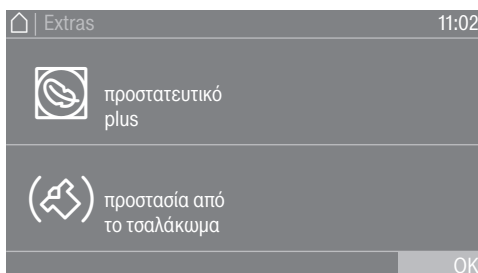 Extras 11:02
προστατευτικό
plus
προστασία από
το τσαλάκωμα
OK